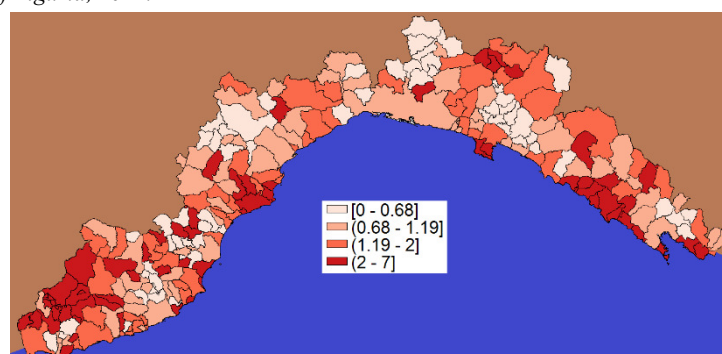 [0 - 0.68]
(0.68 - 1.19]
(1.19 - 2]
(2 - 7]